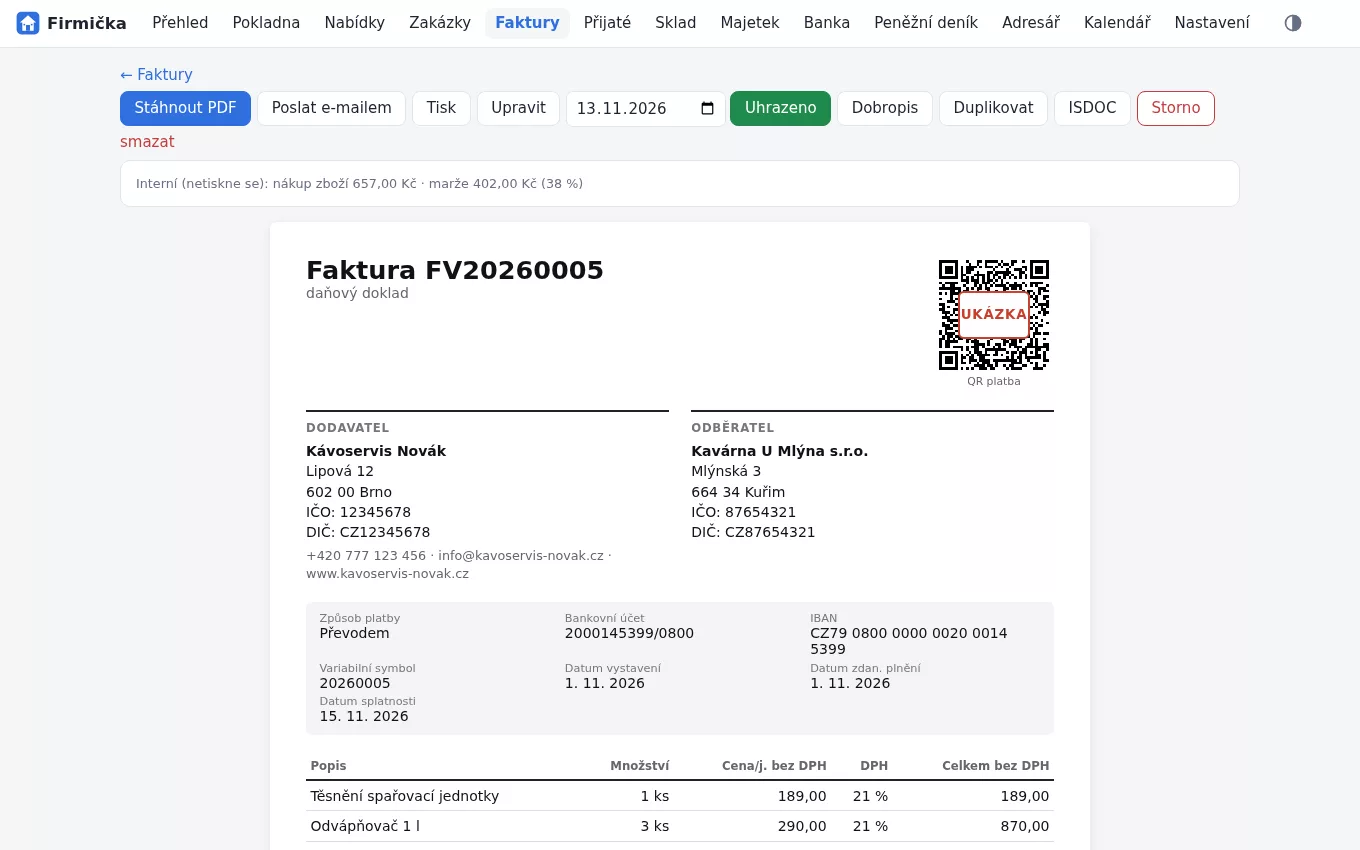 Firmička Přehled Pokladna Nabídky Zakázky Faktury Přijaté Sklad Majetek Banka Peněžní deník Adresář Kalendář Nastavení
← Faktury
Stáhnout PDF Poslat e-mailem Tisk Upravit 13.11.2026 Uhrazeno Dobropis Duplikovat ISDOC Storno
smazat
Interní (netiskne se): nákup zboží 657,00 Kč · marže 402,00 Kč (38 %)
Faktura FV20260005
daňový doklad
UKÁZKA
QR platba
DODAVATEL
Kávoservis Novák
Lipová 12
602 00 Brno
IČO: 12345678
DIČ: CZ12345678
+420 777 123 456 · info@kavoservis-novak.cz ·
www.kavoservis-novak.cz
ODBĚRATEL
Kavárna U Mlýna s.r.o.
Mlýnská 3
664 34 Kuřim
IČO: 87654321
DIČ: CZ87654321
Způsob platby Bankovní účet IBAN
Převodem 2000145399/0800 CZ79 0800 0000 0020 0014
5399
Variabilní symbol Datum vystavení Datum zdan. plnění
20260005 1. 11. 2026 1. 11. 2026
Datum splatnosti
15. 11. 2026
Popis Množství Cena/j. bez DPH DPH Celkem bez DPH
Těsnění spařovací jednotky 1 ks 189,00 21 % 189,00
Odvápňovač 1 l 3 ks 290,00 21 % 870,00